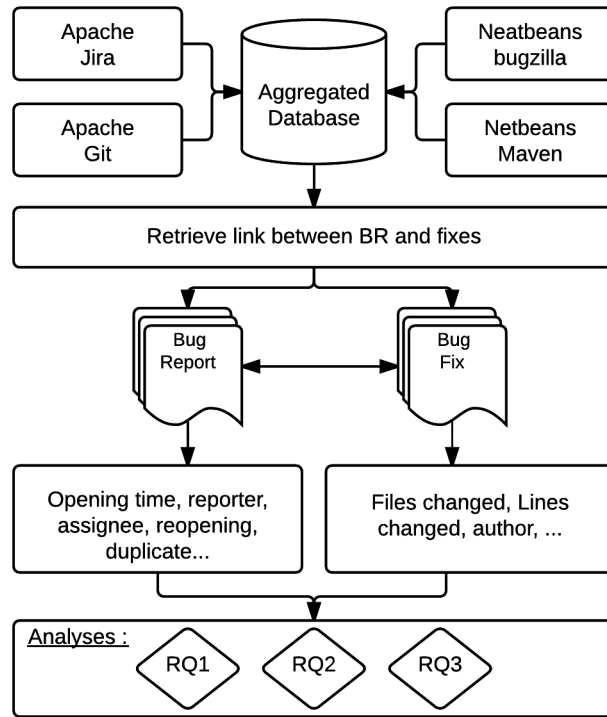 Apache
Jira
Aggregated
Database
Neatbeans
bugzilla
Apache
Git
Netbeans
Maven
Retrieve link between BR and fixes
Bug
Report
Bug
Fix
Opening time, reporter,
assignee, reopening,
duplicate...
Files changed, Lines
changed, author, ...
Analyses :
RQ1
RQ2
RQ3